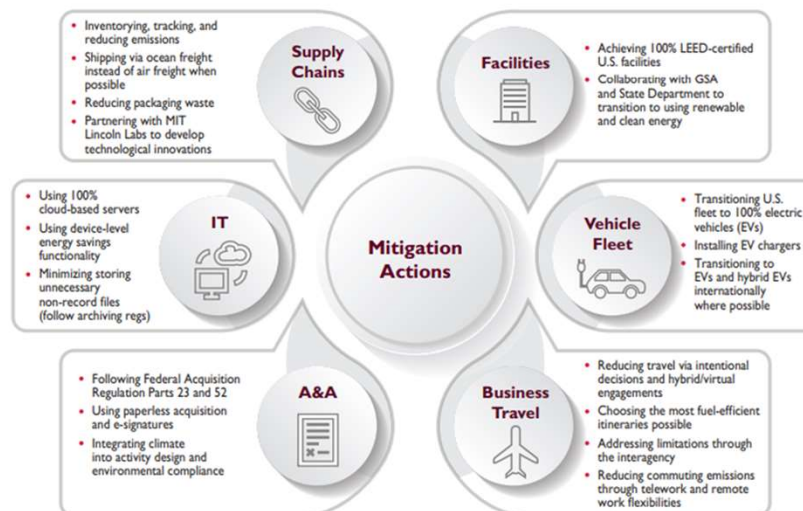 • Inventorying, tracking, and
reducing emissions
• Shipping via ocean freight
instead of air freight when
possible
• Reducing packaging waste
• Partnering with MIT
Lincoln Labs to develop
technological innovations
Supply
Chains
Facilities
• Achieving 100% LEED-certified
U.S. facilities
• Collaborating with GSA
and State Department to
transition to using renewable
and clean energy
• Using 100%
cloud-based servers
• Using device-level
energy savings
functionality
• Minimizing storing
unnecessary
non-record files
(follow archiving regs)
IT
Mitigation
Actions
Vehicle
Fleet
• Transitioning U.S.
fleet to 100% electric
vehicles (EVs)
• Installing EV chargers
• Transitioning to
EVs and hybrid EVs
internationally
where possible
• Following Federal Acquisition
Regulation Parts 23 and 52
• Using paperless acquisition
and e-signatures
• Integrating climate
into activity design and
environmental compliance
A&A
Business
Travel
• Reducing travel via intentional
decisions and hybrid/virtual
engagements
• Choosing the most fuel-efficient
itineraries possible
• Addressing limitations through
the interagency
• Reducing commuting emissions
through telework and remote
work flexibilities